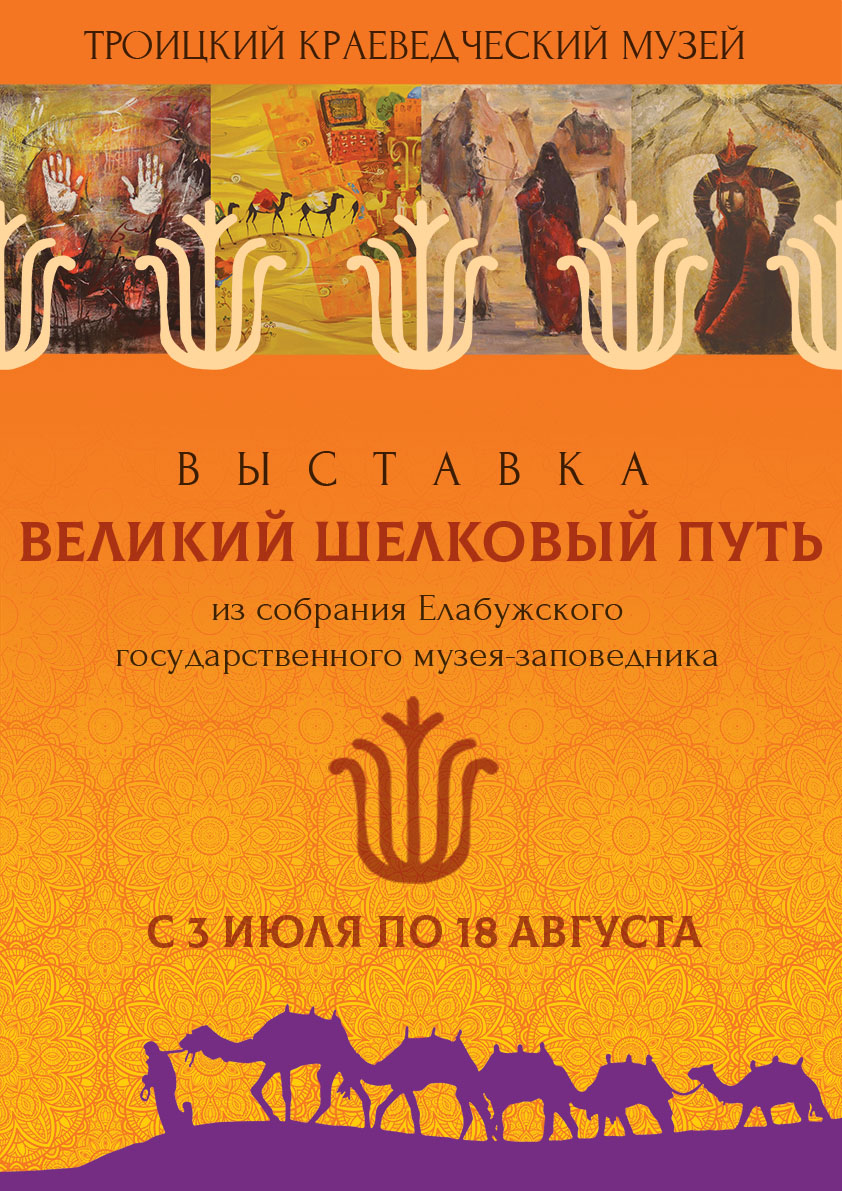 ТРОИЦКИЙ КРАЕВЕДЧЕСКИЙ МУЗЕЙ
ВЫСТАВКА
ВЕЛИКИЙ ШЕЛКОВЫЙ ПУТЬ
из собрания Елабужского
государственного музея-заповедника
С 3 ИЮЛЯ ПО 18 АВГУСТА